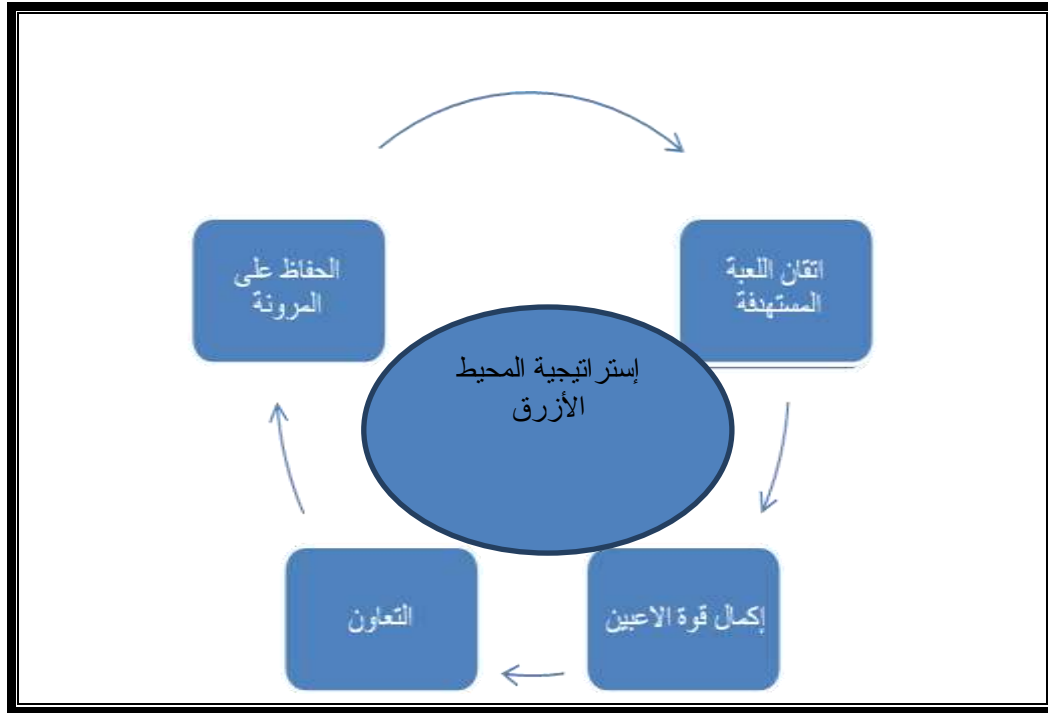 اتقان اللعبة
المستهدفة
الحفاظ على
المرونة
إستراتيجية المحيط
الأزرق
إكمال قوة الاعبين
التعاون